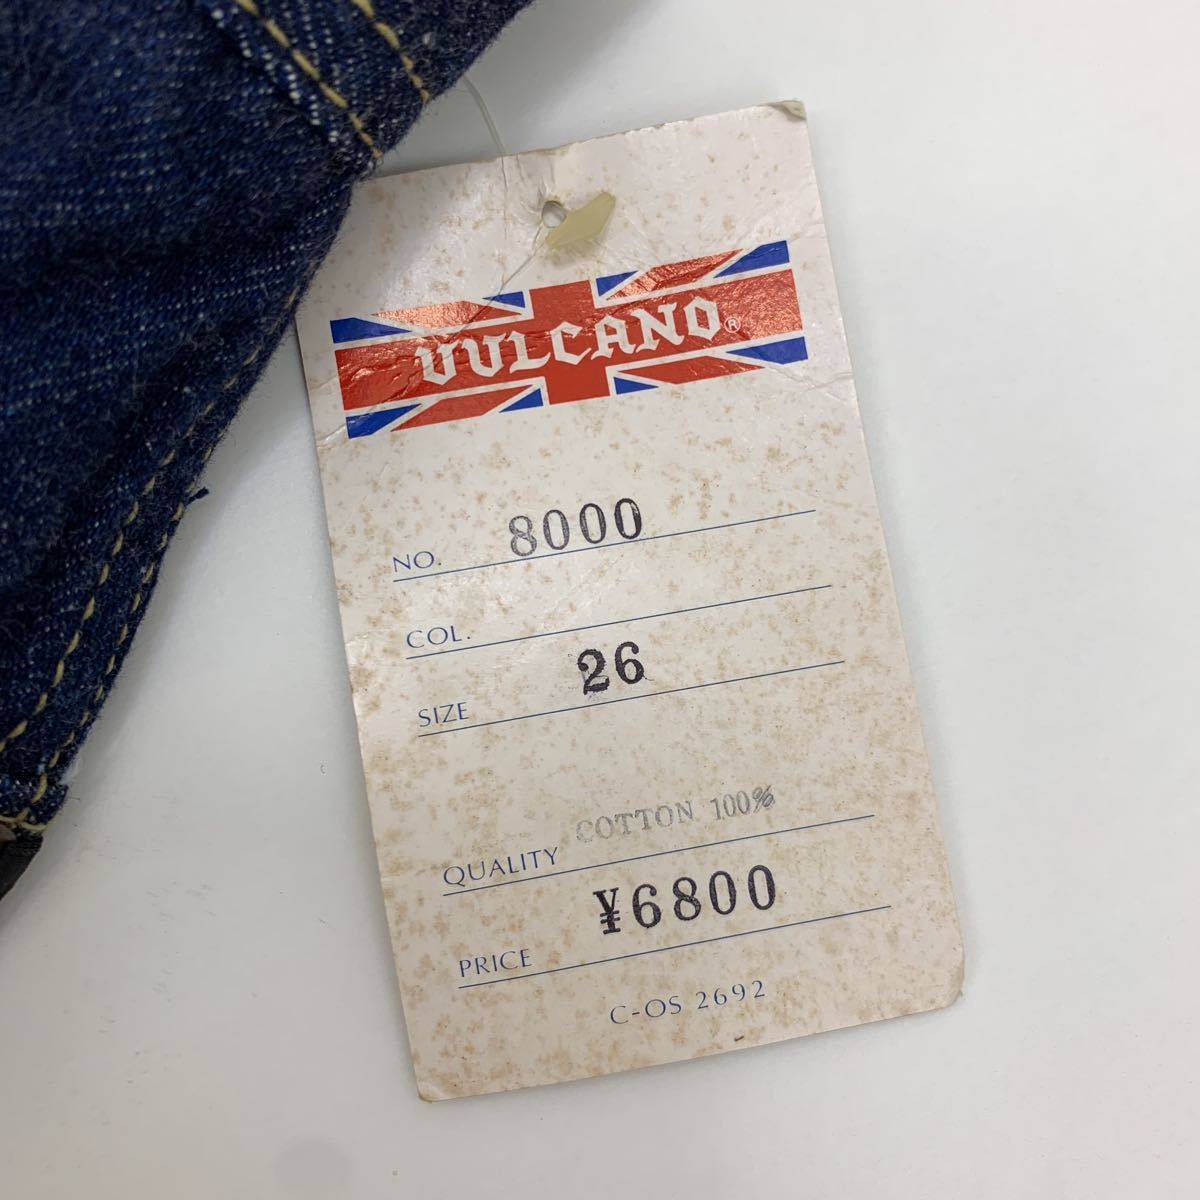 VULCANO®
NO. 8000
COL.
SIZE 26
QUALITY COTTON 100%
PRICE ¥6800
C-OS 2692